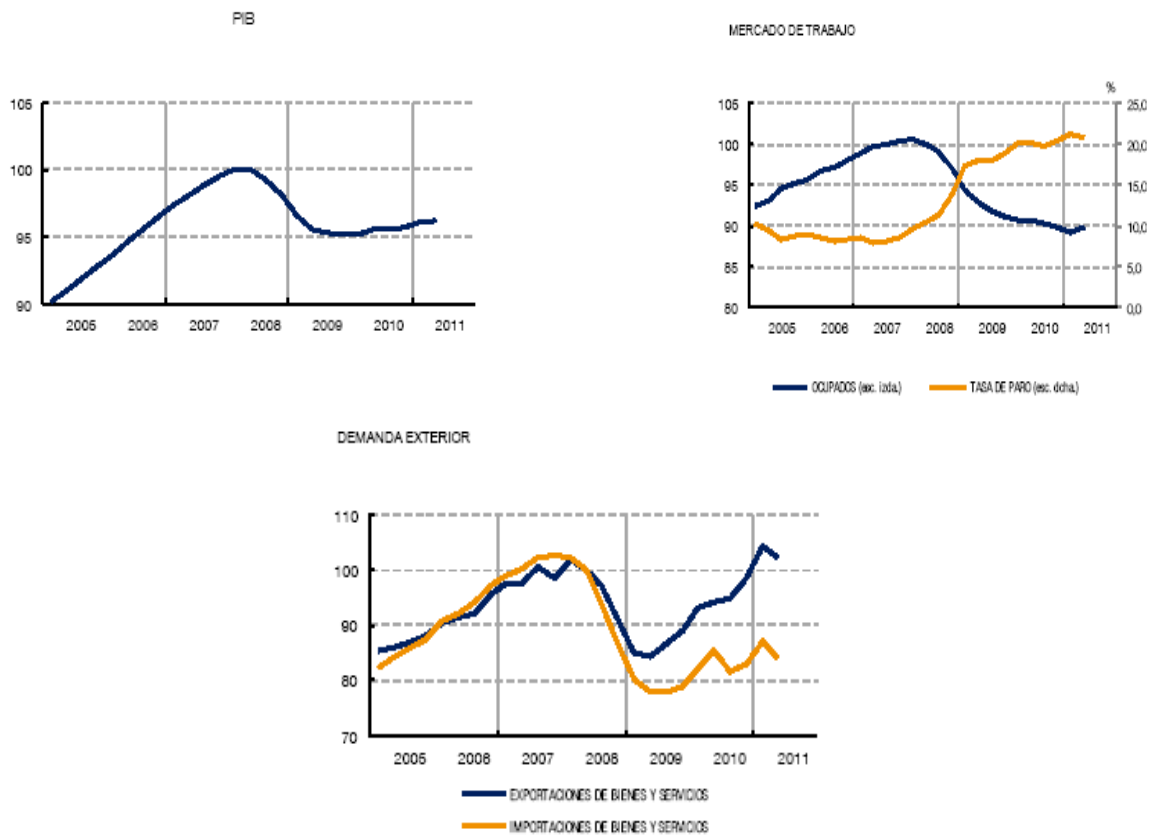 PIB
105
100
95
90
2005 2006 2007 2008 2009 2010 2011
MERCADO DE TRABAJO
%
105 25,0
100 20,0
95 15,0
90 10,0
85 5,0
80 0,0
2005 2006 2007 2008 2009 2010 2011
OCUPADOS (esc. izda.) TASA DE PARO (esc. dcha.)
DEMANDA EXTERIOR
110
100
90
80
70
2005 2006 2007 2008 2009 2010 2011
EXPORTACIONES DE BIENES Y SERVICIOS
IMPORTACIONES DE BIENES Y SERVICIOS